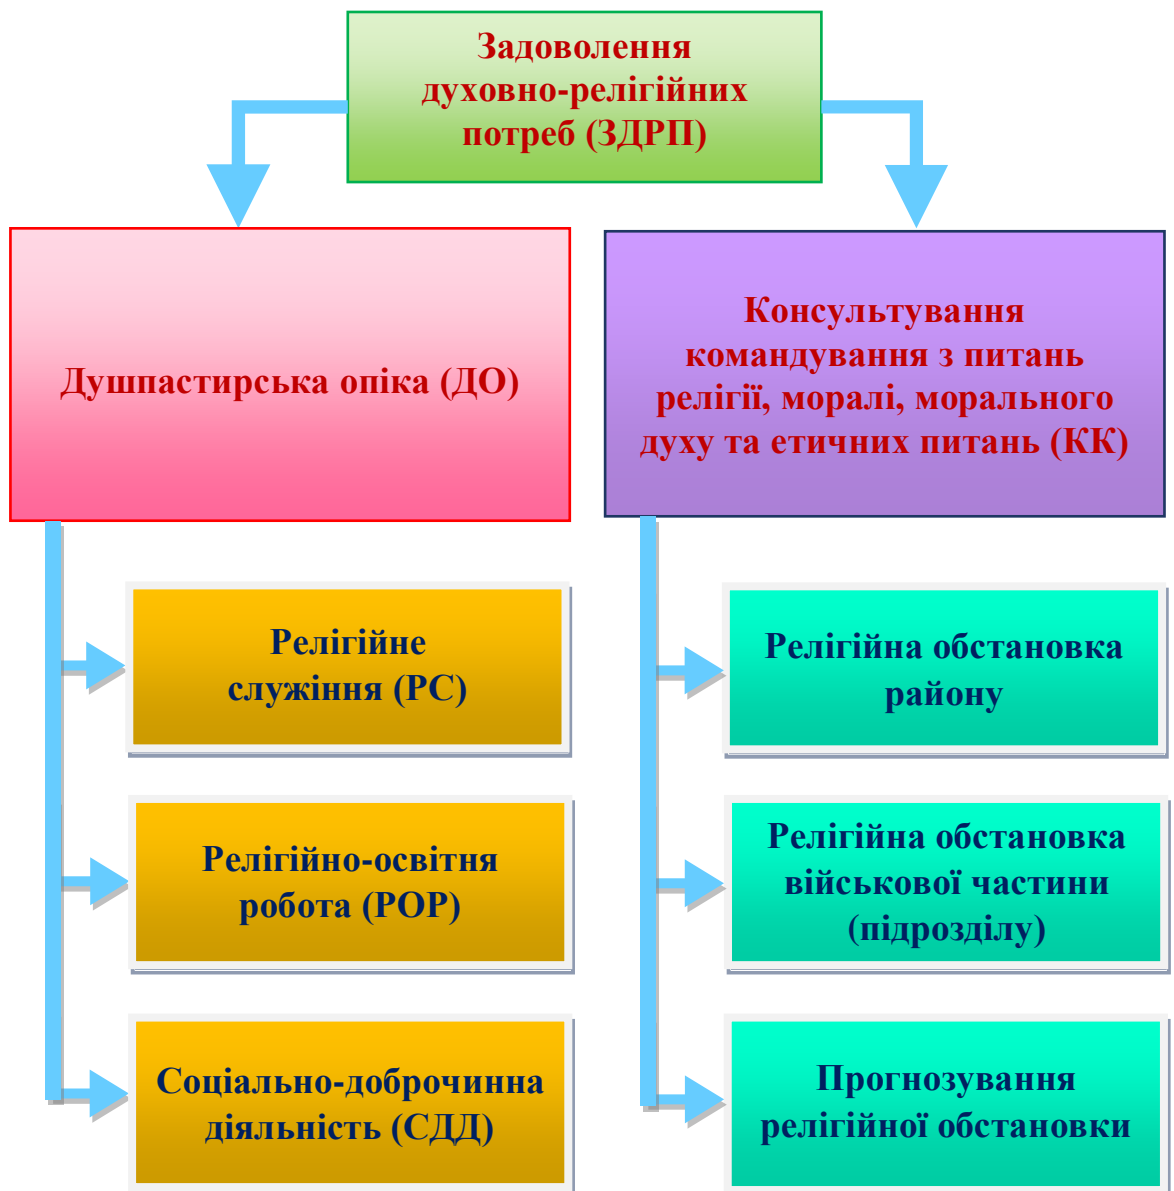 Задоволення
духовно-релігійних
потреб (ЗДРП)
Душпастирська опіка (ДО)
Консультування
командування з питань
релігії, моралі, морального
духу та етичних питань (КК)
Релігійне
служіння (РС)
Релігійно-освітня
робота (РОР)
Соціально-доброчинна
діяльність (СДД)
Релігійна обстановка
району
Релігійна обстановка
військової частини
(підрозділу)
Прогнозування
релігійної обстановки